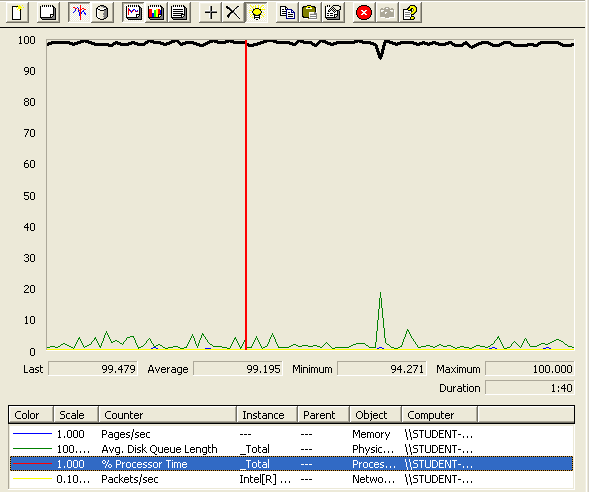 100
90
80
70
60
50
40
30
20
10
0
Last 99.479 Average 99.195 Minimum 94.271 Maximum 100.000
Duration 1:40
Color Scale Counter Instance Parent Object Computer
1.000 Pages/sec --- --- Memory \\STUDENT-...
100.... Avg. Disk Queue Length _Total --- Physic... \\STUDENT-...
1.000 % Processor Time _Total --- Proces... \\STUDENT-...
0.10... Packets/sec Intel[R] ... --- Netwo... \\STUDENT-...